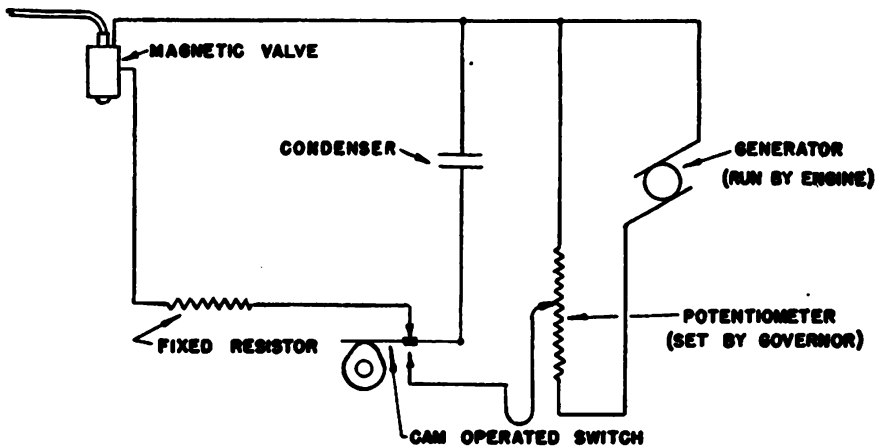 MAGNETIC VALVE
CONDENSER
GENERATOR
(RUN BY ENGINE)
POTENTIOMETER
(SET BY GOVERNOR)
FIXED RESISTOR
CAM OPERATED SWITCH